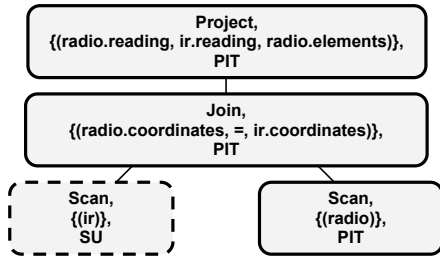 Project,
{(radio.reading, ir.reading, radio.elements)},
PIT
Join,
{(radio.coordinates, =, ir.coordinates)},
PIT
Scan,
{(ir)},
SU
Scan,
{(radio)},
PIT